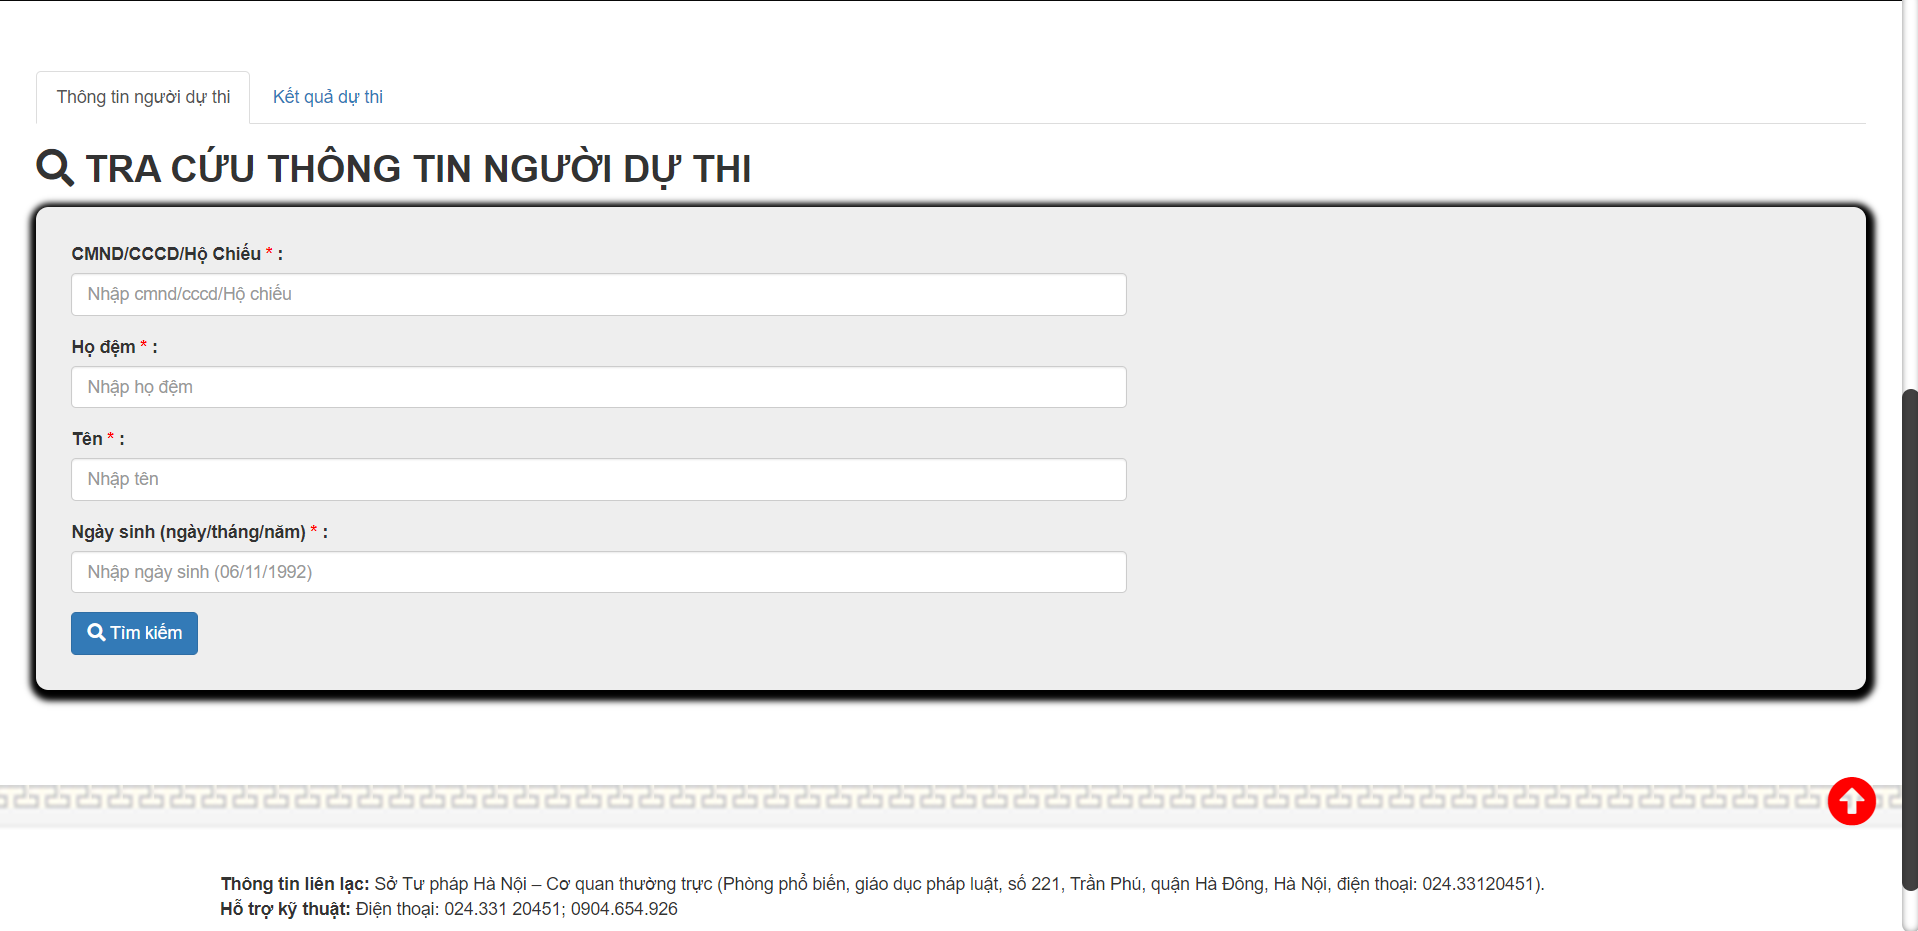 Thông tin người dự thi
Kết quả dự thi
TRA CỨU THÔNG TIN NGƯỜI DỰ THI
CMND/CCCD/Hộ Chiếu * :
Nhập cmnd/cccd/Hộ chiếu
Họ đệm * :
Nhập họ đệm
Tên * :
Nhập tên
Ngày sinh (ngày/tháng/năm) * :
Nhập ngày sinh (06/11/1992)
Tìm kiếm
Thông tin liên lạc: Sở Tư pháp Hà Nội – Cơ quan thường trực (Phòng phổ biến, giáo dục pháp luật, số 221, Trần Phú, quận Hà Đông, Hà Nội, điện thoại: 024.33120451).
Hỗ trợ kỹ thuật: Điện thoại: 024.331 20451; 0904.654.926